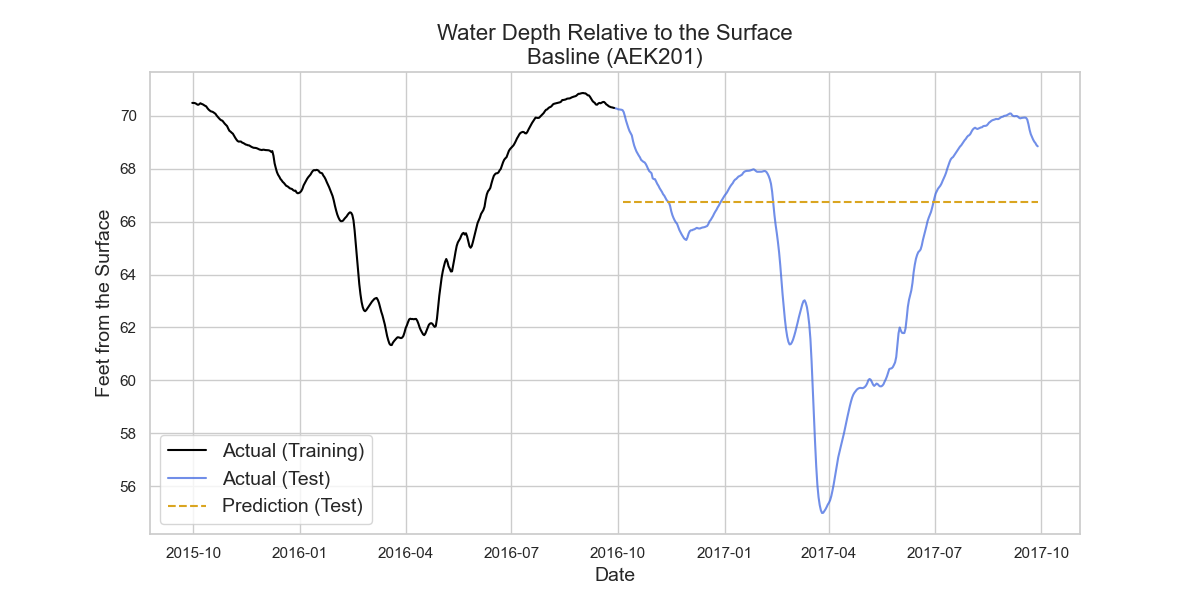 Water Depth Relative to the Surface
Basline (AEK201)
Feet from the Surface
70
68
66
64
62
60
58
56
Actual (Training)
Actual (Test)
Prediction (Test)
2015-10 2016-01 2016-04 2016-07 2016-10 2017-01 2017-04 2017-07 2017-10
Date